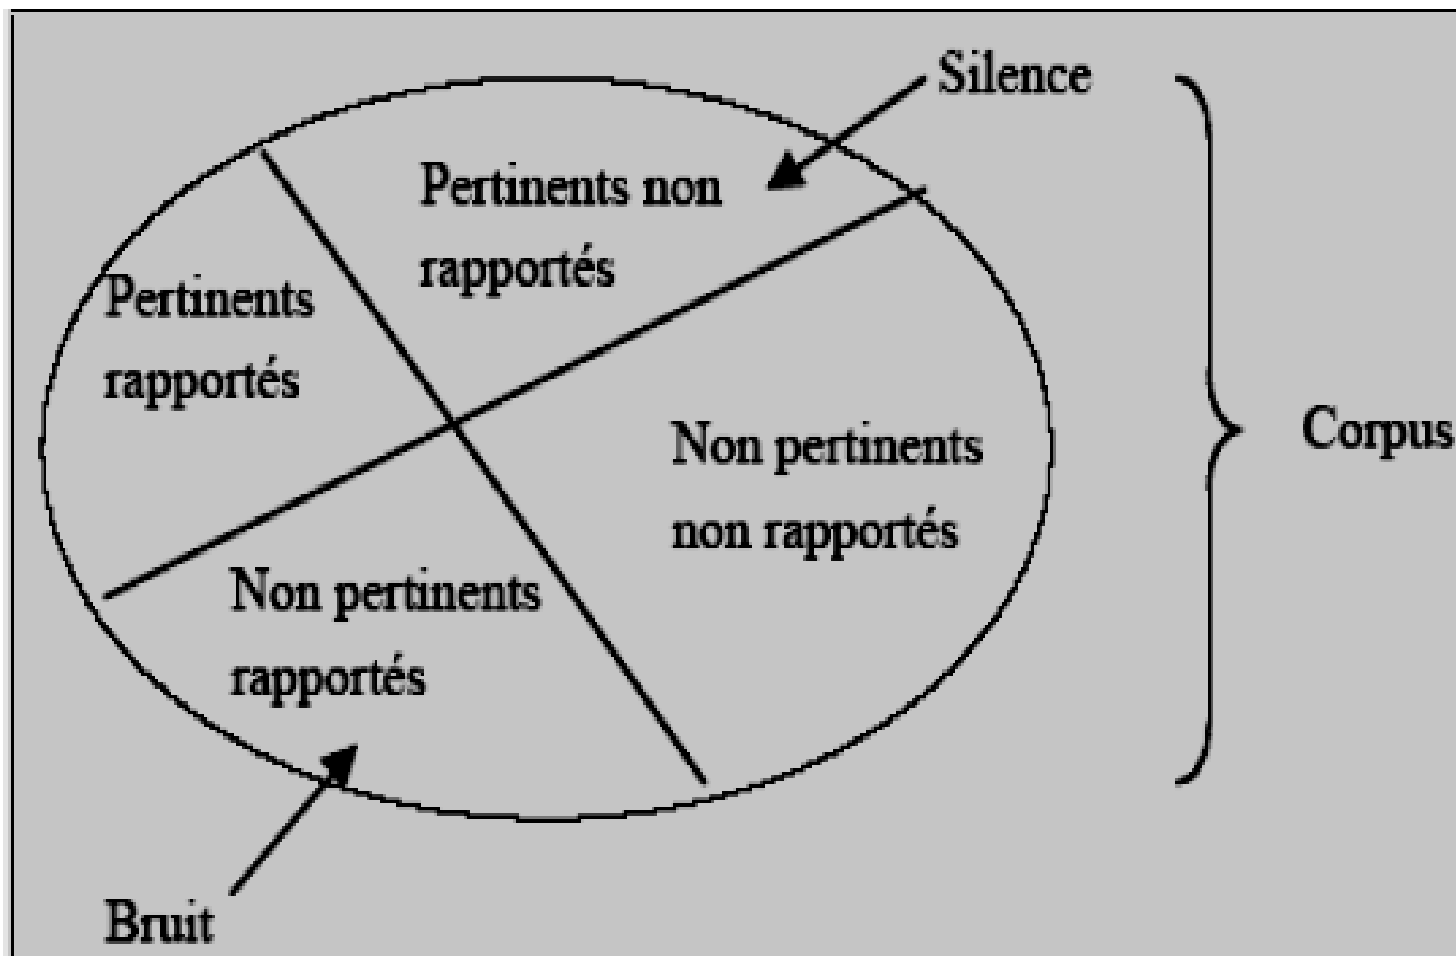 Silence
Pertinents non
rapportés
Pertinents
rapportés
Non pertinents
non rapportés
Corpus
Non pertinents
rapportés
Bruit